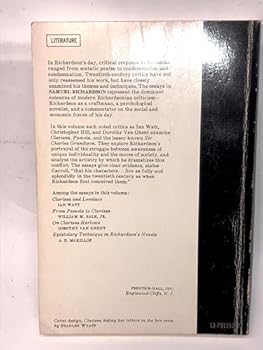 LITERATURE
In Richardson's day, critical response to his works
ranged from ecstatic praise to condescension and
condemnation. Twentieth-century critics have not
only reassessed his work, but have closely
examined his themes and techniques. The essays in
SAMUEL RICHARDSON represent the dominant
concerns of modern Richardsonian criticism—
Richardson as a craftsman, a psychological
novelist, and a commentator on the social and
economic forces of his day
In this volume such noted critics as Ian Watt,
Christopher Hill, and Dorothy Van Ghent examine
Clarissa, Pamela, and the lesser-known Sir
Charles Grandison. They explore Richardson's
portrayal of the struggle between awareness of
unique individuality and the mores of society, and
analyze the artistry by which he dramatizes this
conflict. The essays give clear evidence, states
Carroll, "that his characters ... live as fully and
splendidly in the twentieth century as when
Richardson first conceived them."
Among the essays in this volume:
Clarissa and Lovelace
IAN WATT
From Pamela to Clarissa
WILLIAM M. SALE, JR.
On Clarissa Harlowe
DOROTHY VAN GHENT
Epistolary Technique in Richardson's Novels
A. D. MCKILLOP
PRENTICE-HALL, INC.
Englewood Cliffs, N. J.
Cover design, Clarissa hiding her letters in the hen coop,
by STANLEY WYATT